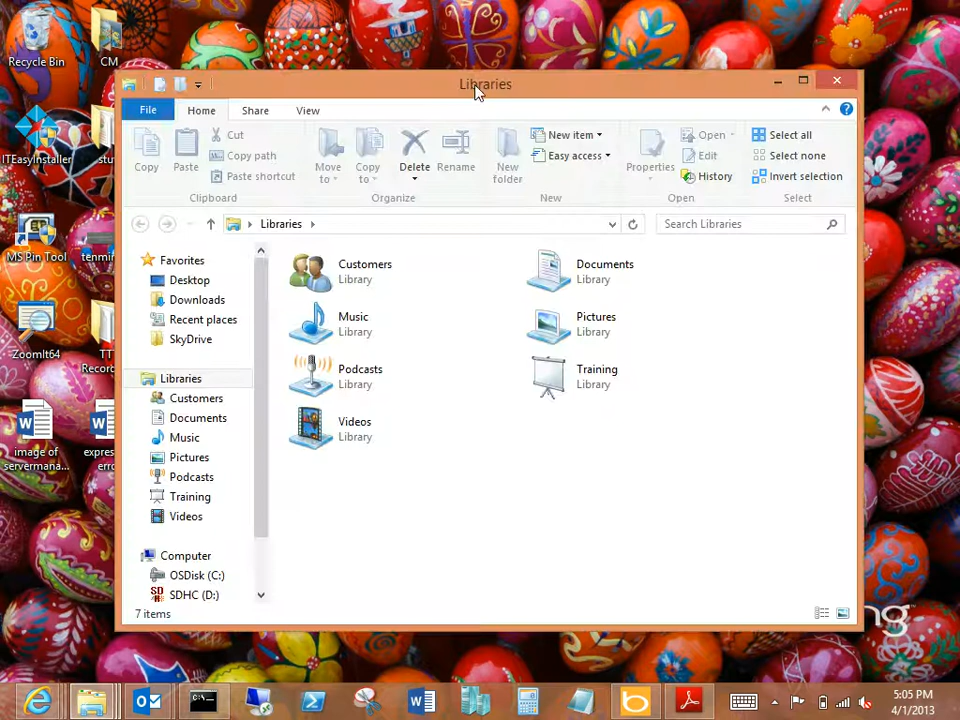 Recycle Bin
CM
ITEasyInstaller
MS Pin Tool
ZoomIt64
image of
servermana...
Libraries
File
Home
Share
View
Copy
Paste
Cut
Copy path
Paste shortcut
Clipboard
Move
to
Copy
to
Delete
Rename
Organize
New
folder
New item
Easy access
New
Properties
Open
Edit
History
Open
Select all
Select none
Invert selection
Select
Libraries
Search Libraries
Favorites
Desktop
Downloads
Recent places
SkyDrive
Libraries
Customers
Documents
Music
Pictures
Podcasts
Training
Videos
Computer
OSDisk (C:)
SDHC (D:)
Customers
Library
Documents
Library
Music
Library
Pictures
Library
Podcasts
Library
Training
Library
Videos
Library
7 items
5:05 PM
4/1/2013